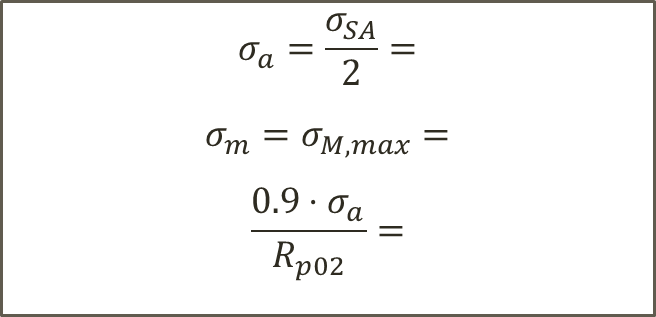 σ_a = σ_SA / 2 =
σ_m = σ_M,max =
0.9 · σ_a / R_p02 =